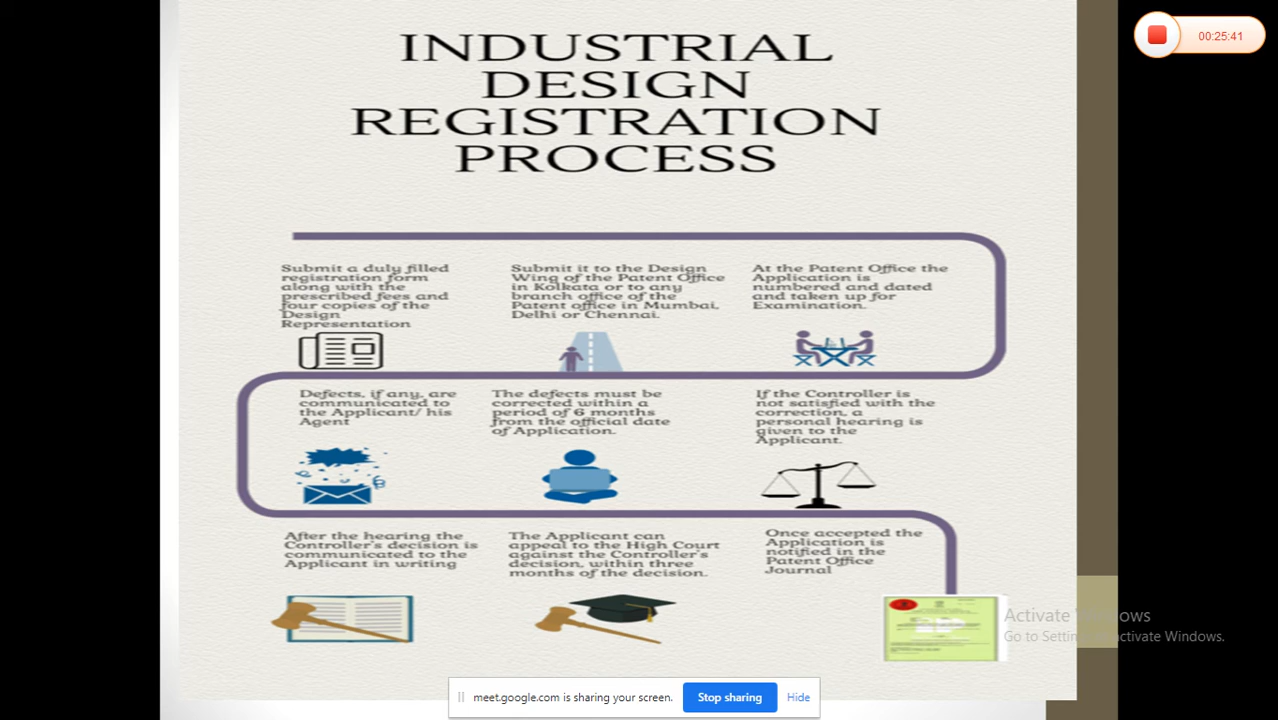 INDUSTRIAL
DESIGN
REGISTRATION
PROCESS
00:25:41
Submit a duly filled
registration form
along with the
prescribed fees and
four copies of the
Design
Representation
Submit it to the Design
Wing of the Patent Office
in Kolkata or to any
branch office of the
Patent office in Mumbai,
Delhi or Chennai.
At the Patent Office the
Application is
numbered and dated
and taken up for
Examination.
Defects, if any, are
communicated to
the Applicant/ his
Agent
The defects must be
corrected within a
period of 6 months
from the official date
of Application.
If the Controller is
not satisfied with the
correction, a
personal hearing is
given to the
Applicant.
After the hearing the
Controller's decision is
communicated to the
Applicant in writing
The Applicant can
appeal to the High Court
against the Controller's
decision, within three
months of the decision.
Once accepted the
Application is
notified in the
Patent Office
Journal
Activate Windows
Go to Settings to activate Windows.
meet.google.com is sharing your screen.
Stop sharing
Hide